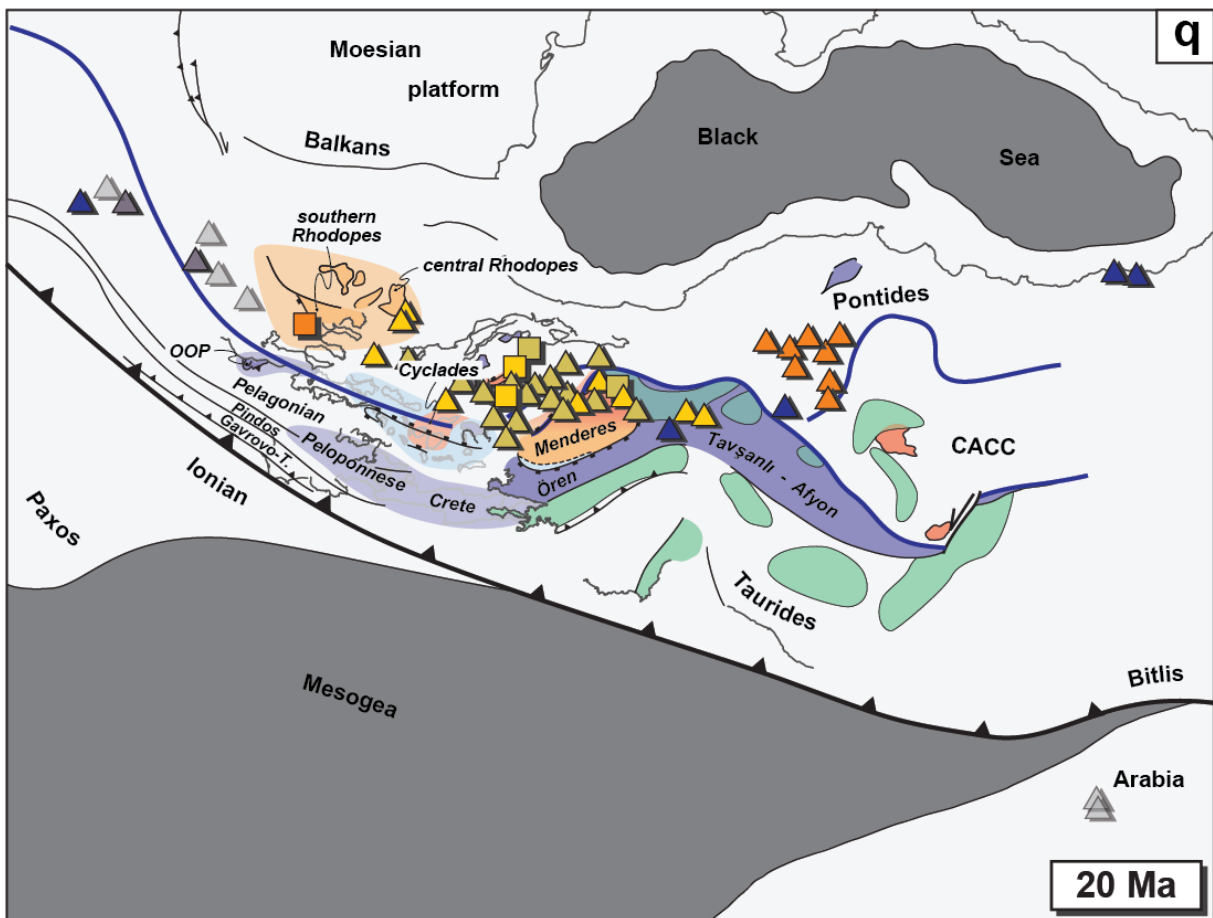 q
Moesian
platform
Balkans
Black
Sea
southern
Rhodopes
central Rhodopes
Pontides
OOP
Cyclades
Pelagonian
Pindos
Gavrovo-T.
Peloponnese
Menderes
CACC
Ionian
Crete
Ören
Tavşanlı - Afyon
Paxos
Taurides
Mesogea
Bitlis
Arabia
20 Ma